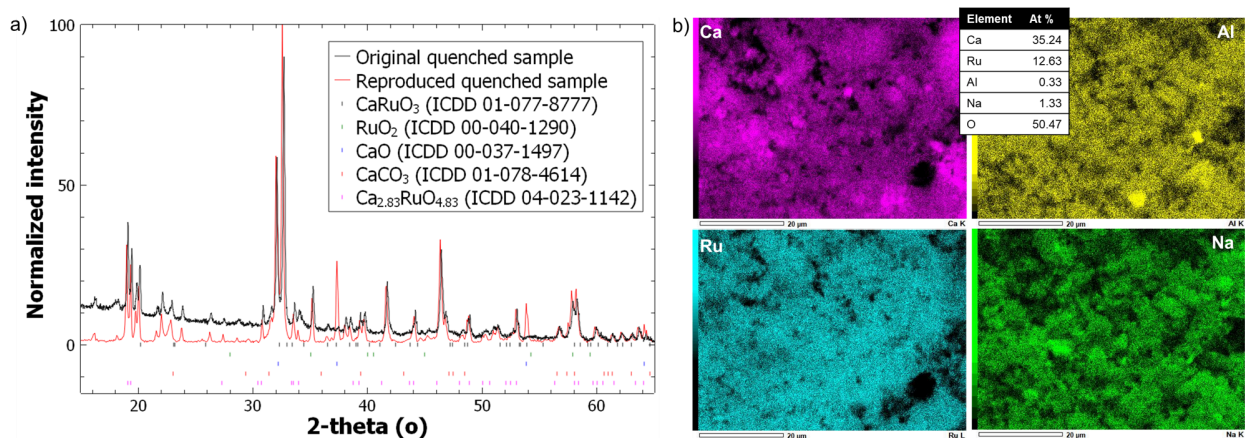 a)
100
50
0
Normalized intensity
Original quenched sample
Reproduced quenched sample
CaRuO₃ (ICDD 01-077-8777)
RuO₂ (ICDD 00-040-1290)
CaO (ICDD 00-037-1497)
CaCO₃ (ICDD 01-078-4614)
Ca₂.₈₃RuO₄.₈₃ (ICDD 04-023-1142)
20 30 40 50 60
2-theta (o)
b)
Ca
Element At %
Ca 35.24
Ru 12.63
Al 0.33
Na 1.33
O 50.47
Al
20 µm
Ca K
20 µm
Al K
Ru
Na
20 µm
Ru L
20 µm
Na K